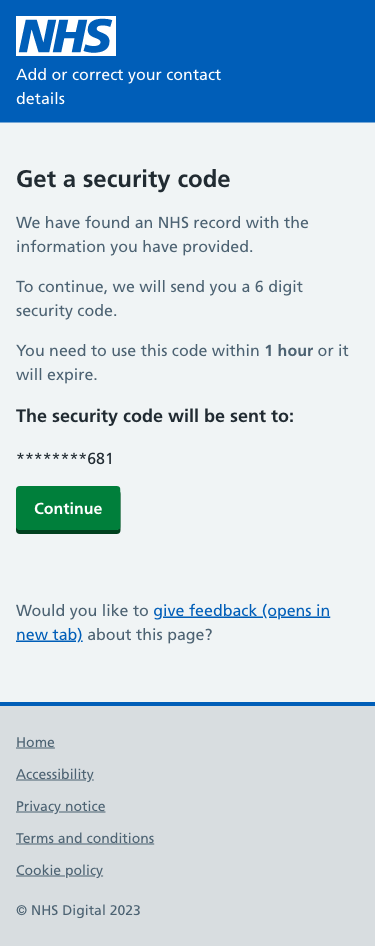 NHS
Add or correct your contact
details
Get a security code
We have found an NHS record with the
information you have provided.
To continue, we will send you a 6 digit
security code.
You need to use this code within 1 hour or it
will expire.
The security code will be sent to:
********681
Continue
Would you like to give feedback (opens in
new tab) about this page?
Home
Accessibility
Privacy notice
Terms and conditions
Cookie policy
© NHS Digital 2023